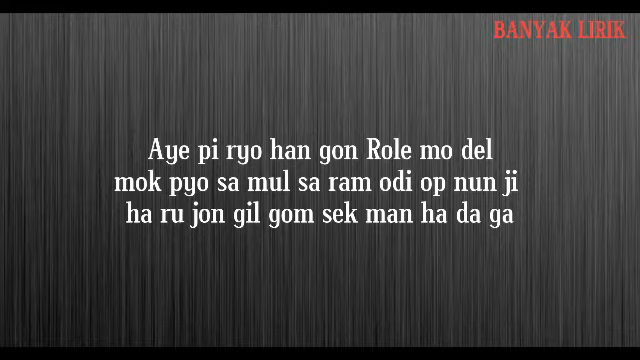 BANYAK LIRIK
Aye pi ryo han gon Role mo del
mok pyo sa mul sa ram odi op nun ji
ha ru jon gil gom sek man ha da ga